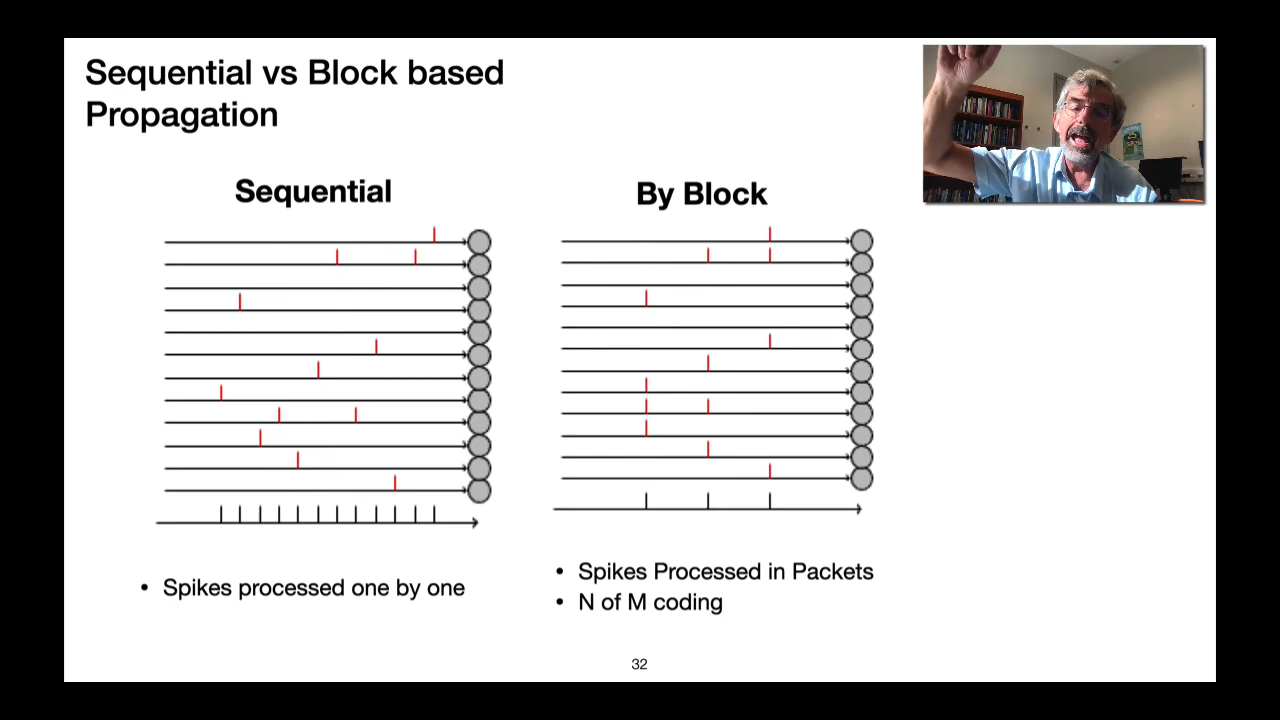 Sequential vs Block based
Propagation
Sequential
By Block
• Spikes processed one by one
• Spikes Processed in Packets
• N of M coding
32